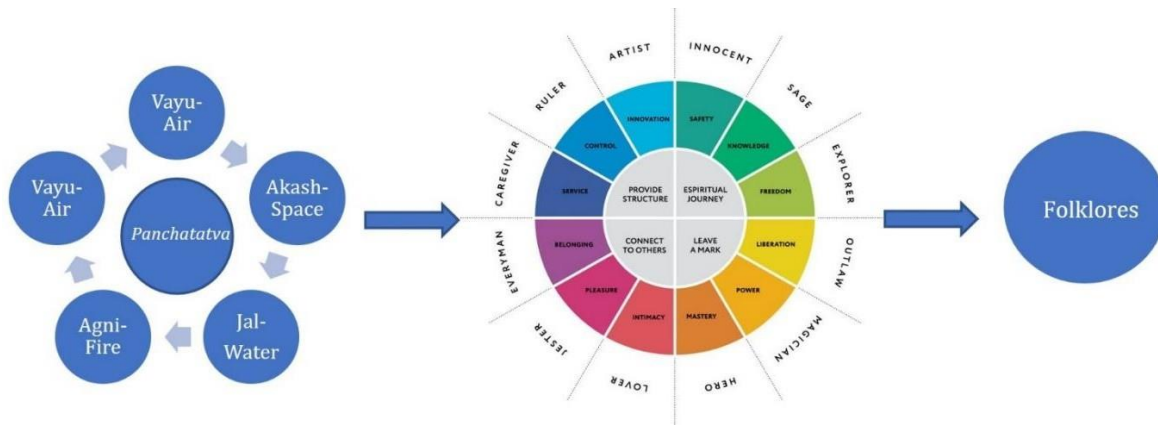 Vayu-
Air
Akash-
Space
Jal-
Water
Agni-
Fire
Vayu-
Air
Panchatatva
ARTIST
INNOCENT
SAGE
EXPLORER
OUTLAW
MAGICIAN
HERO
LOVER
JESTER
EVERYMAN
CAREGIVER
RULER
INNOVATION
SAFETY
KNOWLEDGE
FREEDOM
LIBERATION
POWER
MASTERY
INTIMACY
PLEASURE
BELONGING
SERVICE
CONTROL
PROVIDE
STRUCTURE
ESPIRITUAL
JOURNEY
CONNECT
TO OTHERS
LEAVE
A MARK
Folklores